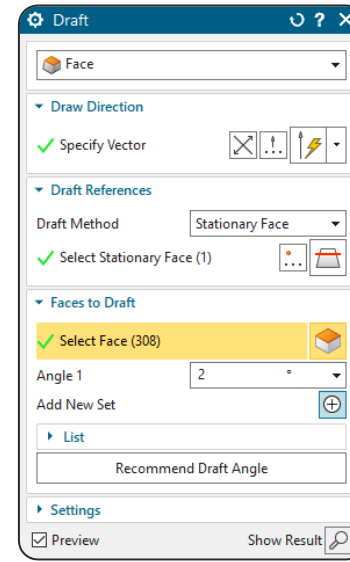 Draft ?
Face
Draw Direction
Specify Vector
Draft References
Draft Method Stationary Face
Select Stationary Face (1)
Faces to Draft
Select Face (308)
Angle 1 2 °
Add New Set
List
Recommend Draft Angle
Settings
Preview Show Result